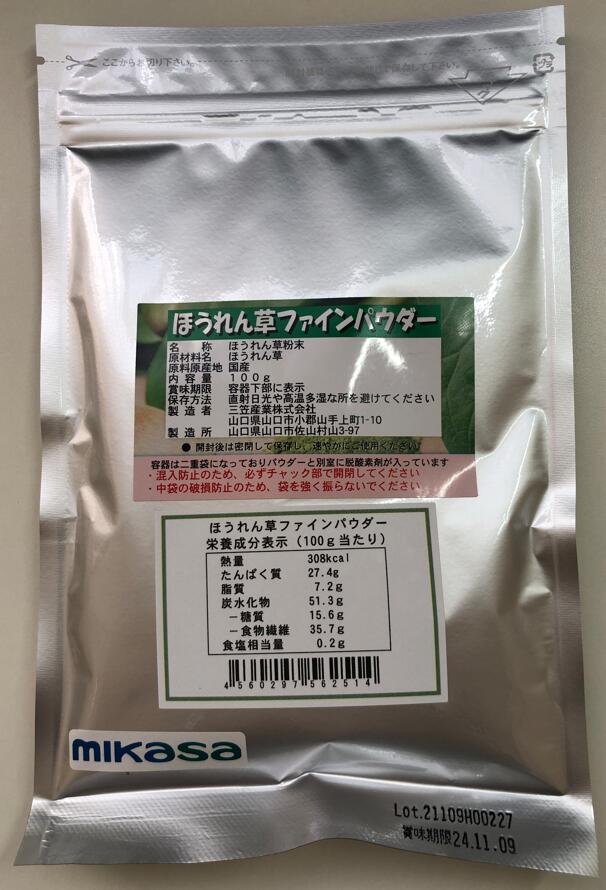 ここからお切り下さい。
保存して下さい。
プラ
ほうれん草ファインパウダー
名称 ほうれん草粉末
原材料名 ほうれん草
原料原産地 国産
内容量 100g
賞味期限 容器下部に表示
保存方法 直射日光や高温多湿な所を避けてください
製造者 三笠産業株式会社
山口県山口市小郡山手上町1-10
製造所 山口県山口市佐山村山3-97
● 開封後は密閉して保存し、速やかにご使用ください
容器は二重袋になっておりパウダーと別室に脱酸素剤が入っています
・混入防止のため、必ずチャック部で開閉してください
・中袋の破損防止のため、袋を強く振らないでください
ほうれん草ファインパウダー
栄養成分表示(100g当たり)
熱量 308kcal
たんぱく質 27.4g
脂質 7.2g
炭水化物 51.3g
−糖質 15.6g
−食物繊維 35.7g
食塩相当量 0.2g
4560297562514
mikasa
Lot.21109H00227
賞味期限24.11.09